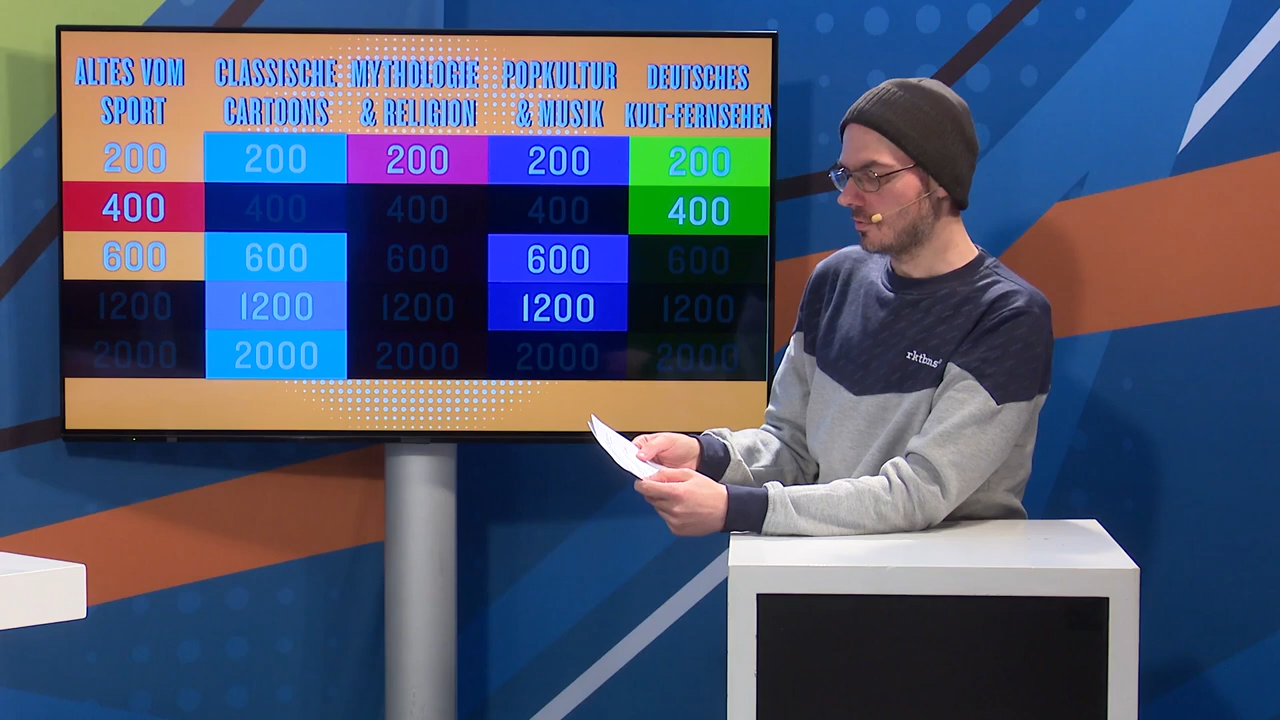 ALTES VOM CLASSISCHE MYTHOLOGIE POPKULTUR DEUTSCHES
SPORT CARTOONS & RELIGION & MUSIK KULT-FERNSEHEN
200 200 200 200 200
400 400 400 400 400
600 600 600 600 600
1200 1200 1200 1200 1200
2000 2000 2000 2000 2000
rktbns